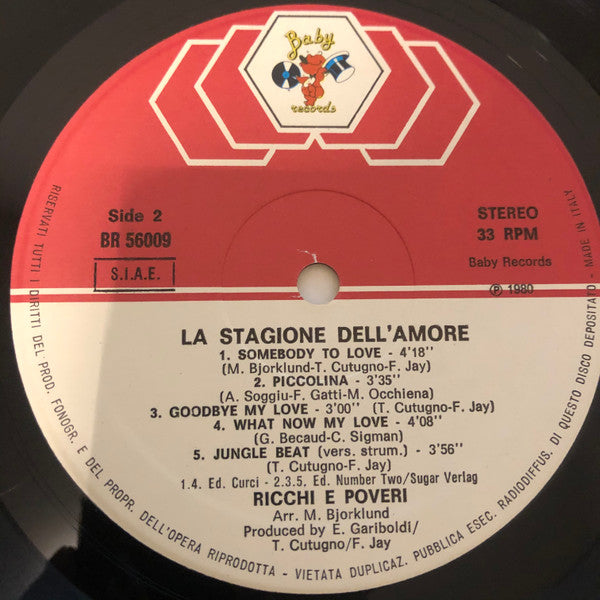 Baby
records
Side 2
BR 56009
S.I.A.E.
STEREO
33 RPM
Baby Records
Ⓟ 1980
LA STAGIONE DELL'AMORE
1. SOMEBODY TO LOVE - 4'18''
(M. Bjorklund-T. Cutugno-F. Jay)
2. PICCOLINA - 3'35''
(A. Soggiu-F. Gatti-M. Occhiena)
3. GOODBYE MY LOVE - 3'00'' (T. Cutugno-F. Jay)
4. WHAT NOW MY LOVE - 4'08''
(G. Becaud-C. Sigman)
5. JUNGLE BEAT (vers. strum.) - 3'56''
(T. Cutugno-F. Jay)
1.4. Ed. Curci - 2.3.5. Ed. Number Two/Sugar Verlag
RICCHI E POVERI
Arr. M. Bjorklund
Produced by E. Gariboldi/
T. Cutugno/F. Jay
RISERVATI TUTTI I DIRITTI DEL PROD. FONOGR. E DEL PROPR. DELL'OPERA RIPRODOTTA - VIETATA DUPLICAZ. PUBBLICA ESEC. RADIODIFFUS. DI QUESTO DISCO DEPOSITATO - MADE IN ITALY